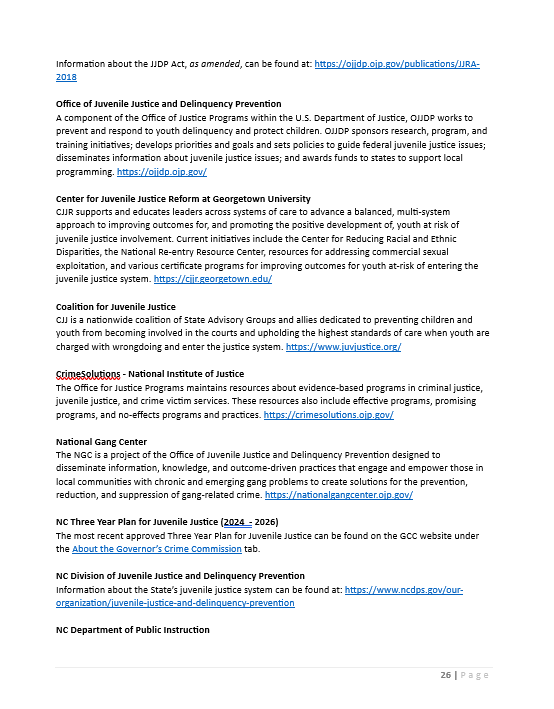 Information about the JJDP Act, as amended, can be found at: https://ojjdp.ojp.gov/publications/JJRA-
2018
Office of Juvenile Justice and Delinquency Prevention
A component of the Office of Justice Programs within the U.S. Department of Justice, OJJDP works to
prevent and respond to youth delinquency and protect children. OJJDP sponsors research, program, and
training initiatives; develops priorities and goals and sets policies to guide federal juvenile justice issues;
disseminates information about juvenile justice issues; and awards funds to states to support local
programming. https://ojjdp.ojp.gov/
Center for Juvenile Justice Reform at Georgetown University
CJJR supports and educates leaders across systems of care to advance a balanced, multi-system
approach to improving outcomes for, and promoting the positive development of, youth at risk of
juvenile justice involvement. Current initiatives include the Center for Reducing Racial and Ethnic
Disparities, the National Re-entry Resource Center, resources for addressing commercial sexual
exploitation, and various certificate programs for improving outcomes for youth at-risk of entering the
juvenile justice system. https://cjjr.georgetown.edu/
Coalition for Juvenile Justice
CJJ is a nationwide coalition of State Advisory Groups and allies dedicated to preventing children and
youth from becoming involved in the courts and upholding the highest standards of care when youth are
charged with wrongdoing and enter the justice system. https://www.juvjustice.org/
CrimeSolutions - National Institute of Justice
The Office for Justice Programs maintains resources about evidence-based programs in criminal justice,
juvenile justice, and crime victim services. These resources also include effective programs, promising
programs, and no-effects programs and practices. https://crimesolutions.ojp.gov/
National Gang Center
The NGC is a project of the Office of Juvenile Justice and Delinquency Prevention designed to
disseminate information, knowledge, and outcome-driven practices that engage and empower those in
local communities with chronic and emerging gang problems to create solutions for the prevention,
reduction, and suppression of gang-related crime. https://nationalgangcenter.ojp.gov/
NC Three Year Plan for Juvenile Justice (2024 - 2026)
The most recent approved Three Year Plan for Juvenile Justice can be found on the GCC website under
the About the Governor's Crime Commission tab.
NC Division of Juvenile Justice and Delinquency Prevention
Information about the State's juvenile justice system can be found at: https://www.ncdps.gov/our-
organization/juvenile-justice-and-delinquency-prevention
NC Department of Public Instruction
26 | Page